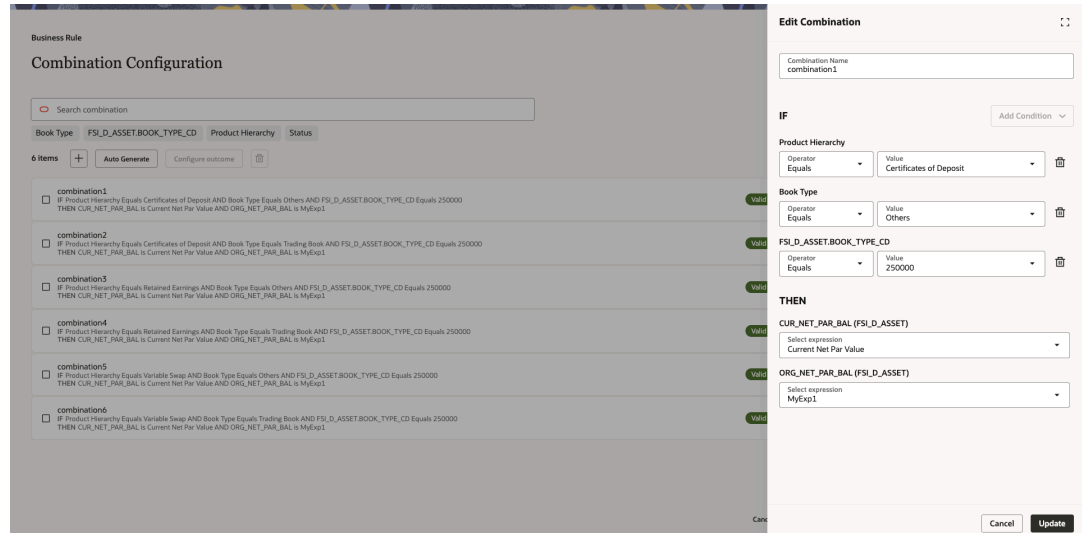 Business Rule
Combination Configuration
Search combination
Book Type FSI_D_ASSET.BOOK_TYPE_CD Product Hierarchy Status
6 items + Auto Generate Configure outcome
combination1
IF Product Hierarchy Equals Certificates of Deposit AND Book Type Equals Others AND FSI_D_ASSET.BOOK_TYPE_CD Equals 250000
THEN CUR_NET_PAR_BAL is Current Net Par Value AND ORG_NET_PAR_BAL is MyExp1
Valid
combination2
IF Product Hierarchy Equals Certificates of Deposit AND Book Type Equals Trading Book AND FSI_D_ASSET.BOOK_TYPE_CD Equals 250000
THEN CUR_NET_PAR_BAL is Current Net Par Value AND ORG_NET_PAR_BAL is MyExp1
Valid
combination3
IF Product Hierarchy Equals Retained Earnings AND Book Type Equals Others AND FSI_D_ASSET.BOOK_TYPE_CD Equals 250000
THEN CUR_NET_PAR_BAL is Current Net Par Value AND ORG_NET_PAR_BAL is MyExp1
Valid
combination4
IF Product Hierarchy Equals Retained Earnings AND Book Type Equals Trading Book AND FSI_D_ASSET.BOOK_TYPE_CD Equals 250000
THEN CUR_NET_PAR_BAL is Current Net Par Value AND ORG_NET_PAR_BAL is MyExp1
Valid
combination5
IF Product Hierarchy Equals Variable Swap AND Book Type Equals Others AND FSI_D_ASSET.BOOK_TYPE_CD Equals 250000
THEN CUR_NET_PAR_BAL is Current Net Par Value AND ORG_NET_PAR_BAL is MyExp1
Valid
combination6
IF Product Hierarchy Equals Variable Swap AND Book Type Equals Trading Book AND FSI_D_ASSET.BOOK_TYPE_CD Equals 250000
THEN CUR_NET_PAR_BAL is Current Net Par Value AND ORG_NET_PAR_BAL is MyExp1
Valid
Canc
Edit Combination
Combination Name
combination1
IF Add Condition
Product Hierarchy
Operator Value
Equals Certificates of Deposit
Book Type
Operator Value
Equals Others
FSI_D_ASSET.BOOK_TYPE_CD
Operator Value
Equals 250000
THEN
CUR_NET_PAR_BAL (FSI_D_ASSET)
Select expression
Current Net Par Value
ORG_NET_PAR_BAL (FSI_D_ASSET)
Select expression
MyExp1
Cancel Update